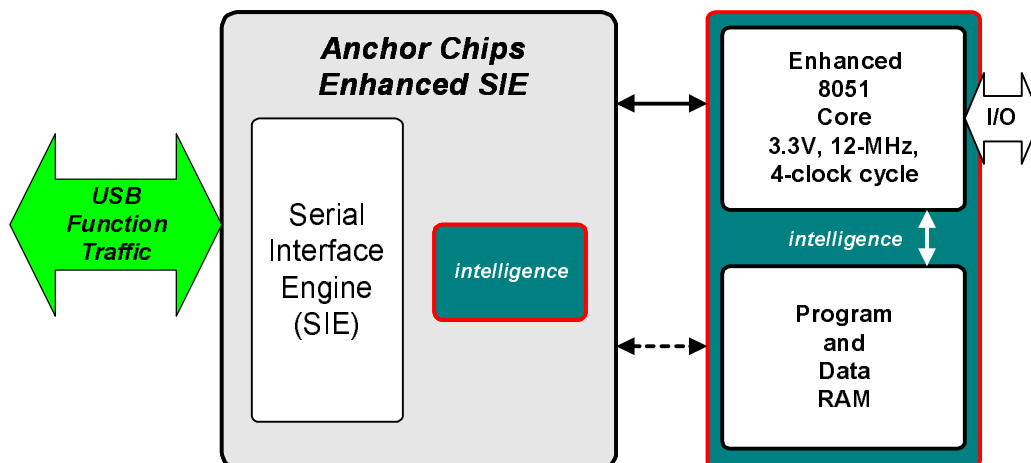 Anchor Chips
Enhanced SIE
USB
Function
Traffic
Serial
Interface
Engine
(SIE)
intelligence
Enhanced
8051
Core
3.3V, 12-MHz,
4-clock cycle
I/O
intelligence
Program
and
Data
RAM